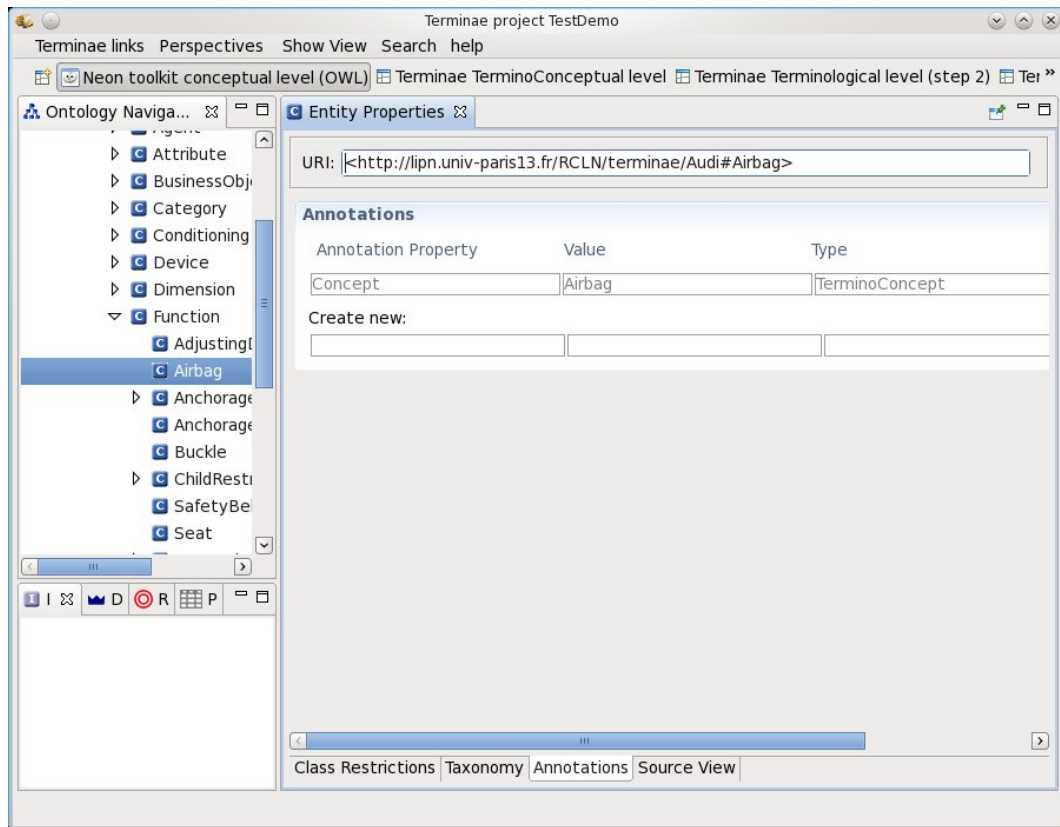 Terminae project TestDemo
Terminae links Perspectives Show View Search help
Neon toolkit conceptual level (OWL) Terminae TerminoConceptual level Terminae Terminological level (step 2) Ter »
Ontology Naviga...
Agent
Attribute
BusinessObj
Category
Conditioning
Device
Dimension
Function
Adjusting
Airbag
Anchorage
Anchorage
Buckle
ChildRest
SafetyBe
Seat
I D R P
Entity Properties
URI: <http://lipn.univ-paris13.fr/RCLN/terminae/Audi#Airbag>
Annotations
Annotation Property Value Type
Concept Airbag TerminoConcept
Create new:
Class Restrictions Taxonomy Annotations Source View